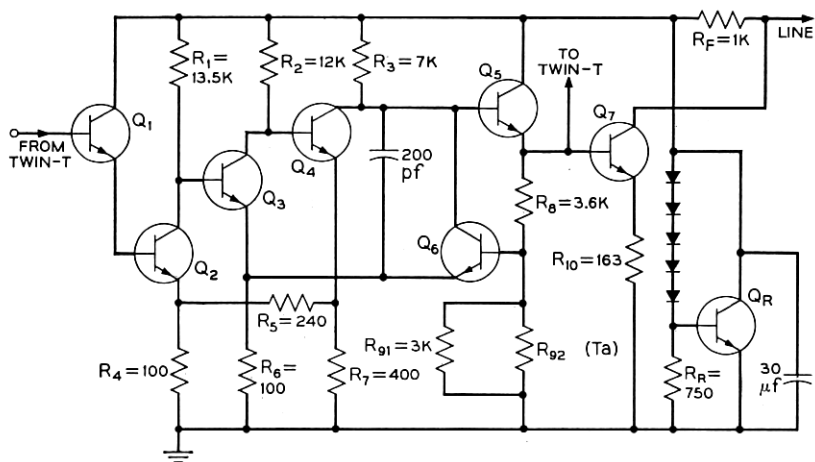 R1=
13.5K
R2=12K
R3=7K
RF=1K
LINE
Q1
FROM
TWIN-T
Q2
Q3
Q4
200
pf
Q5
TO
TWIN-T
Q7
Q6
R8=3.6K
R10=163
QR
R5=240
R4=100
R6=
100
R7=400
R91=3K
R92
(Ta)
RR=
750
30
μf